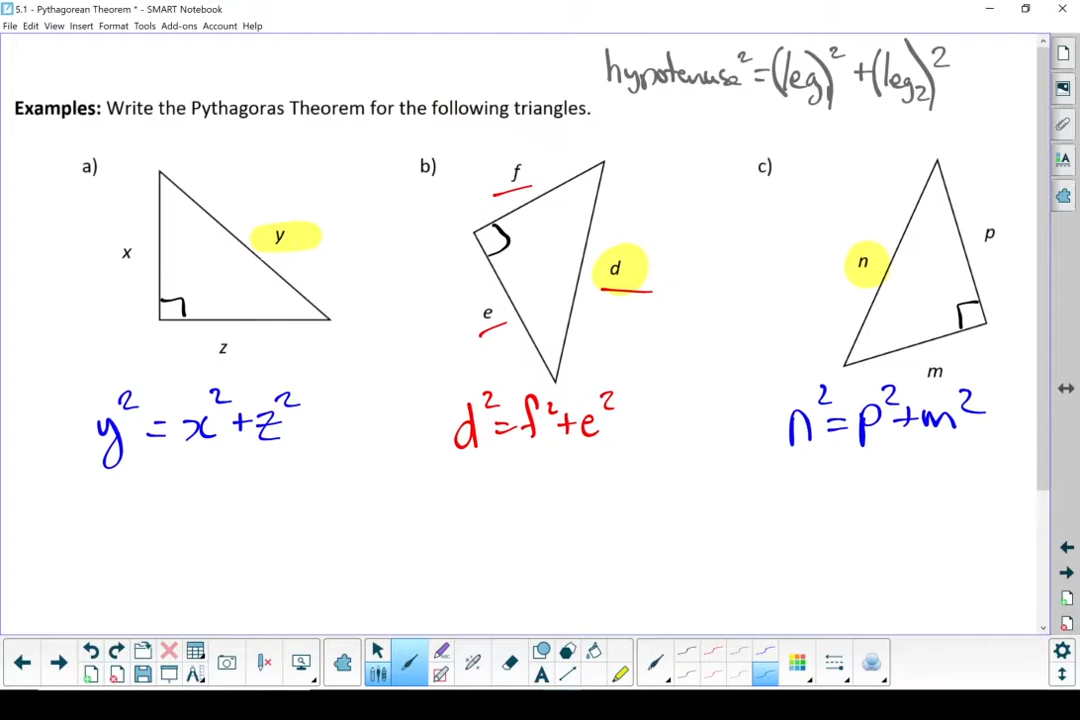 5.1 - Pythagorean Theorem * - SMART Notebook
File Edit View Insert Format Tools Add-ons Account Help
hypotenuse² = (leg₁)² + (leg₂)²
Examples: Write the Pythagoras Theorem for the following triangles.
a) b) c)
f
y
x
p
n
d
e
z
m
y² = x² + z²
d² = f² + e²
n² = p² + m²